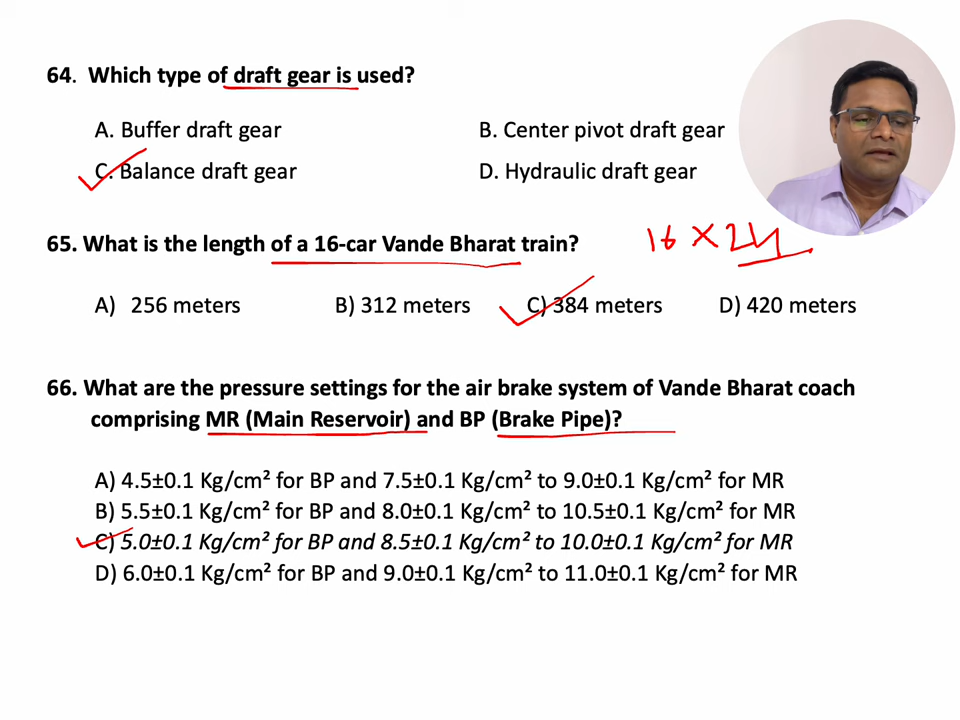 64. Which type of draft gear is used?
A. Buffer draft gear B. Center pivot draft gear
C. Balance draft gear D. Hydraulic draft gear
65. What is the length of a 16-car Vande Bharat train? 16 × 24
A) 256 meters B) 312 meters C) 384 meters D) 420 meters
66. What are the pressure settings for the air brake system of Vande Bharat coach
comprising MR (Main Reservoir) and BP (Brake Pipe)?
A) 4.5±0.1 Kg/cm² for BP and 7.5±0.1 Kg/cm² to 9.0±0.1 Kg/cm² for MR
B) 5.5±0.1 Kg/cm² for BP and 8.0±0.1 Kg/cm² to 10.5±0.1 Kg/cm² for MR
C) 5.0±0.1 Kg/cm² for BP and 8.5±0.1 Kg/cm² to 10.0±0.1 Kg/cm² for MR
D) 6.0±0.1 Kg/cm² for BP and 9.0±0.1 Kg/cm² to 11.0±0.1 Kg/cm² for MR